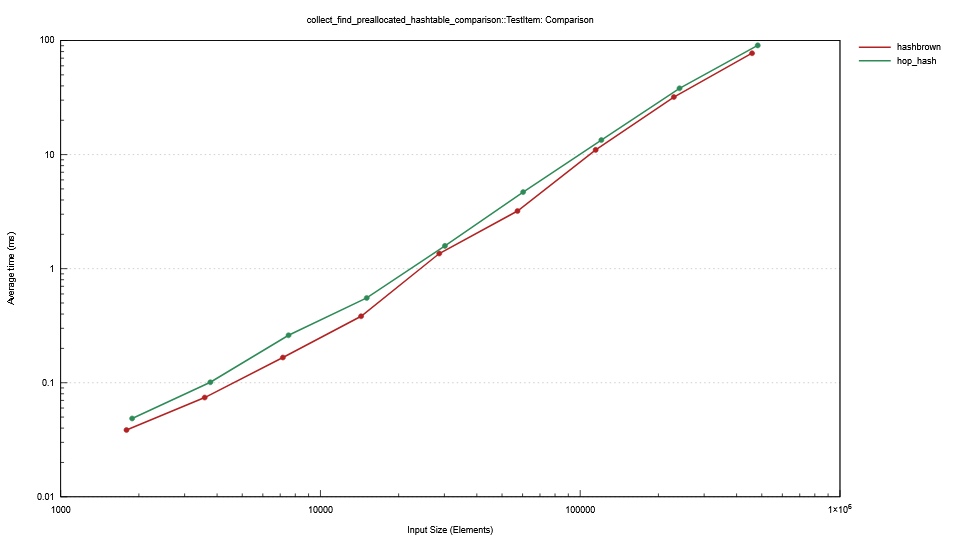 collect_find_preallocated_hashtable_comparison::TestItem: Comparison
hashbrown
hop_hash
100
10
1
0.1
0.01
Average time (ms)
1000
10000
100000
1×10⁶
Input Size (Elements)